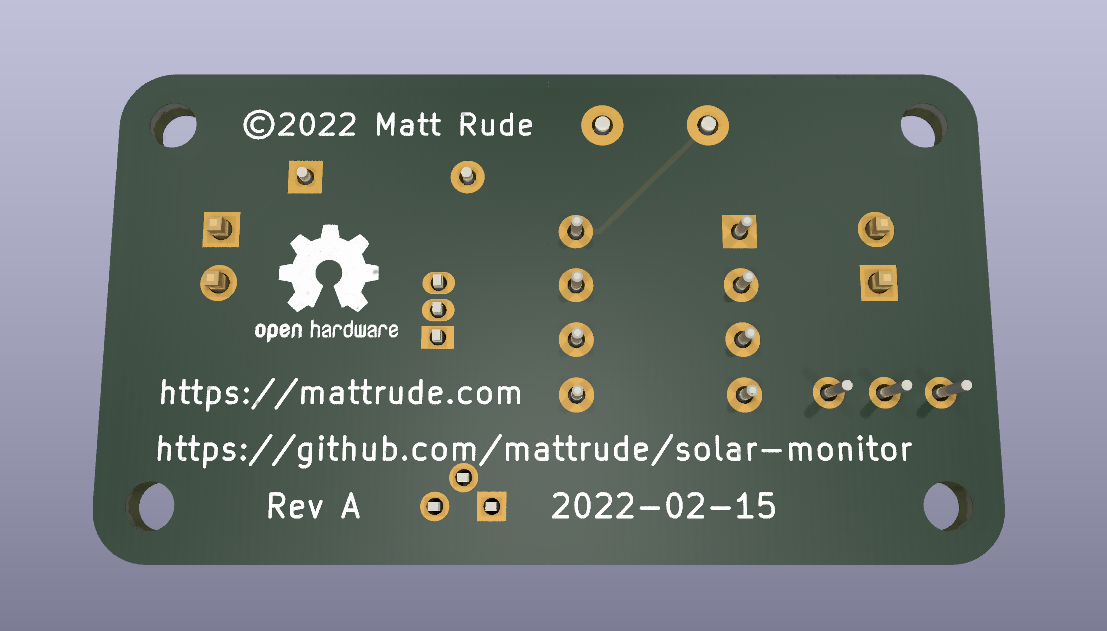 ©2022 Matt Rude
open hardware
https://mattrude.com
https://github.com/mattrude/solar-monitor
Rev A 2022-02-15